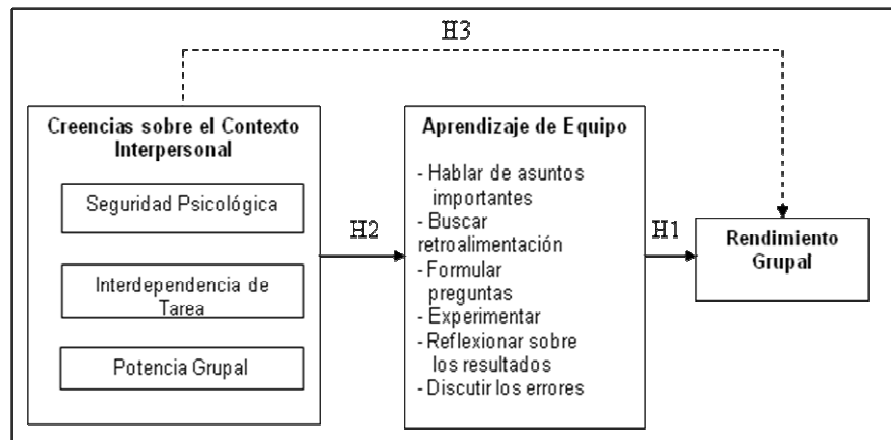 H3
Creencias sobre el Contexto
Interpersonal
Seguridad Psicológica
Interdependencia de
Tarea
Potencia Grupal
H2
Aprendizaje de Equipo
- Hablar de asuntos
importantes
- Buscar
retroalimentación
- Formular
preguntas
- Experimentar
- Reflexionar sobre
los resultados
- Discutir los errores
H1
Rendimiento
Grupal